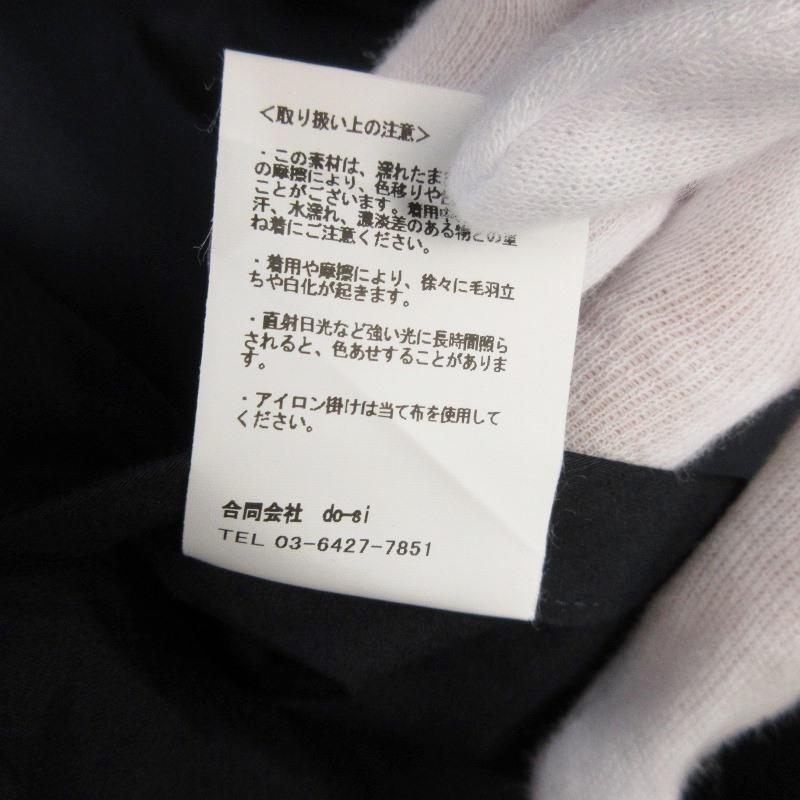 <取り扱い上の注意>
・この素材は、濡れたま
の摩擦により、色移りや
ことがございます。着用
汗、水濡れ、濃淡差のある物との重
ね着にご注意ください。
・着用や摩擦により、徐々に毛羽立
ちや白化が起きます。
・直射日光など強い光に長時間照ら
されると、色あせすることがありま
す。
・アイロン掛けは当て布を使用して
ください。
合同会社 do-si
TEL 03-6427-7851